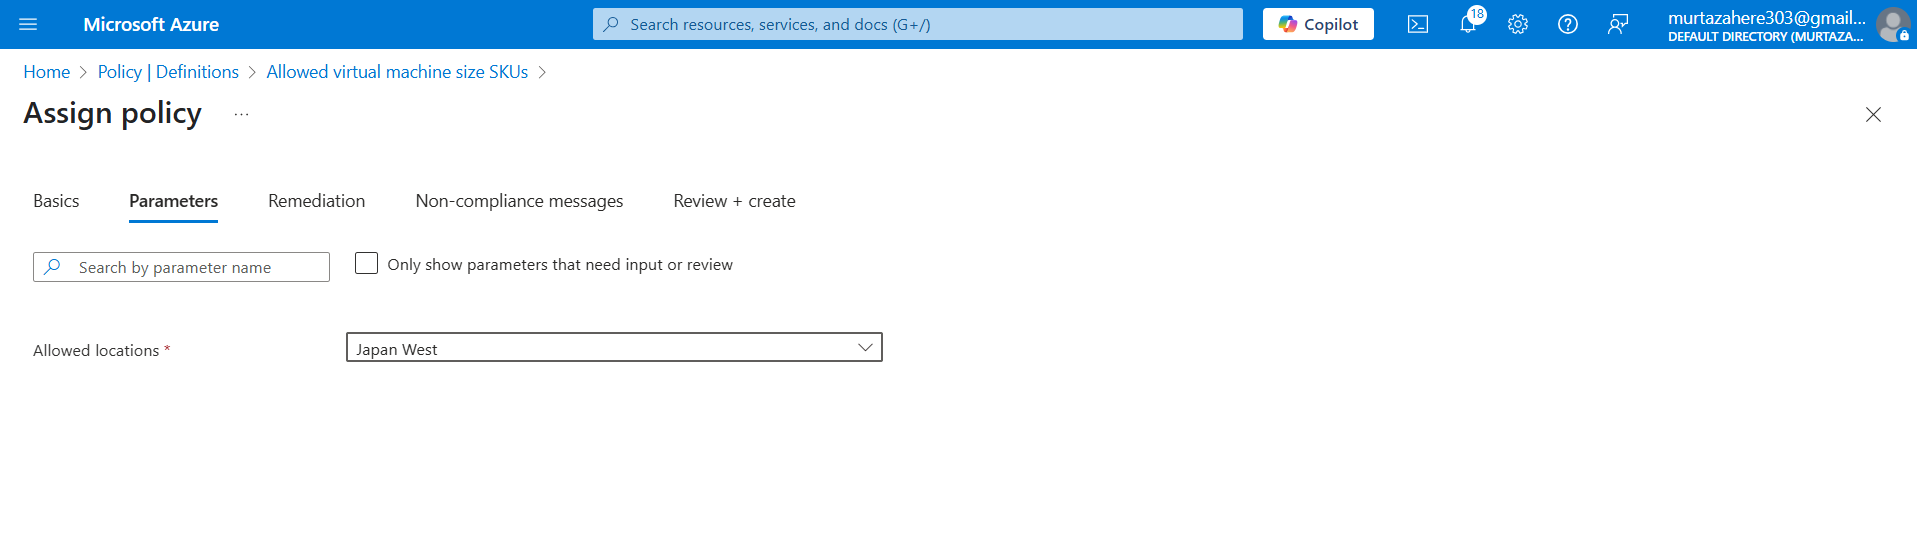 Microsoft Azure
Search resources, services, and docs (G+/)
Copilot
18
murtazahere303@gmail...
DEFAULT DIRECTORY (MURTAZA...
Home > Policy | Definitions > Allowed virtual machine size SKUs >
Assign policy ...
Basics Parameters Remediation Non-compliance messages Review + create
Search by parameter name Only show parameters that need input or review
Allowed locations * Japan West